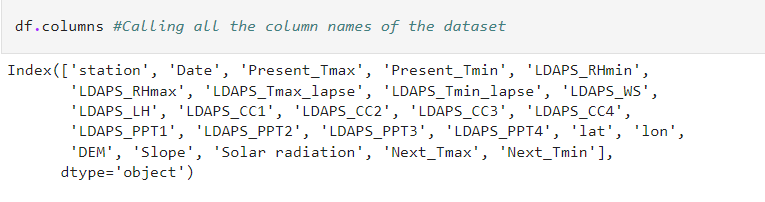 df.columns #Calling all the column names of the dataset
Index(['station', 'Date', 'Present_Tmax', 'Present_Tmin', 'LDAPS_RHmin',
'LDAPS_RHmax', 'LDAPS_Tmax_lapse', 'LDAPS_Tmin_lapse', 'LDAPS_WS',
'LDAPS_LH', 'LDAPS_CC1', 'LDAPS_CC2', 'LDAPS_CC3', 'LDAPS_CC4',
'LDAPS_PPT1', 'LDAPS_PPT2', 'LDAPS_PPT3', 'LDAPS_PPT4', 'lat', 'lon',
'DEM', 'Slope', 'Solar radiation', 'Next_Tmax', 'Next_Tmin'],
dtype='object')